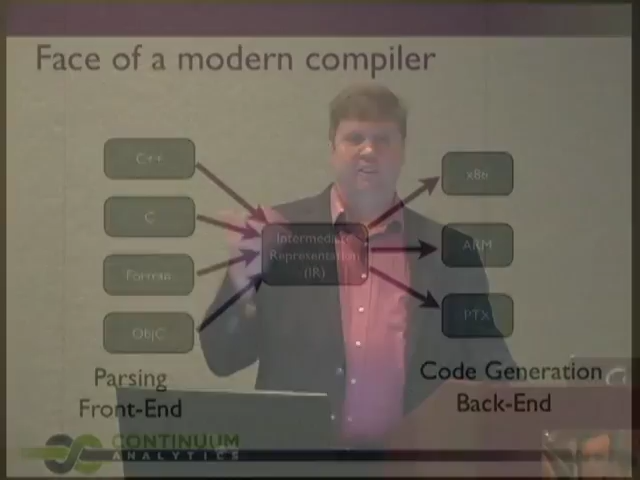 Face of a modern compiler
C++
C
Fortran
ObjC
Intermediate
Representation
(IR)
x86
ARM
PTX
Parsing
Front-End
Code Generation
Back-End
CONTINUUM
ANALYTICS